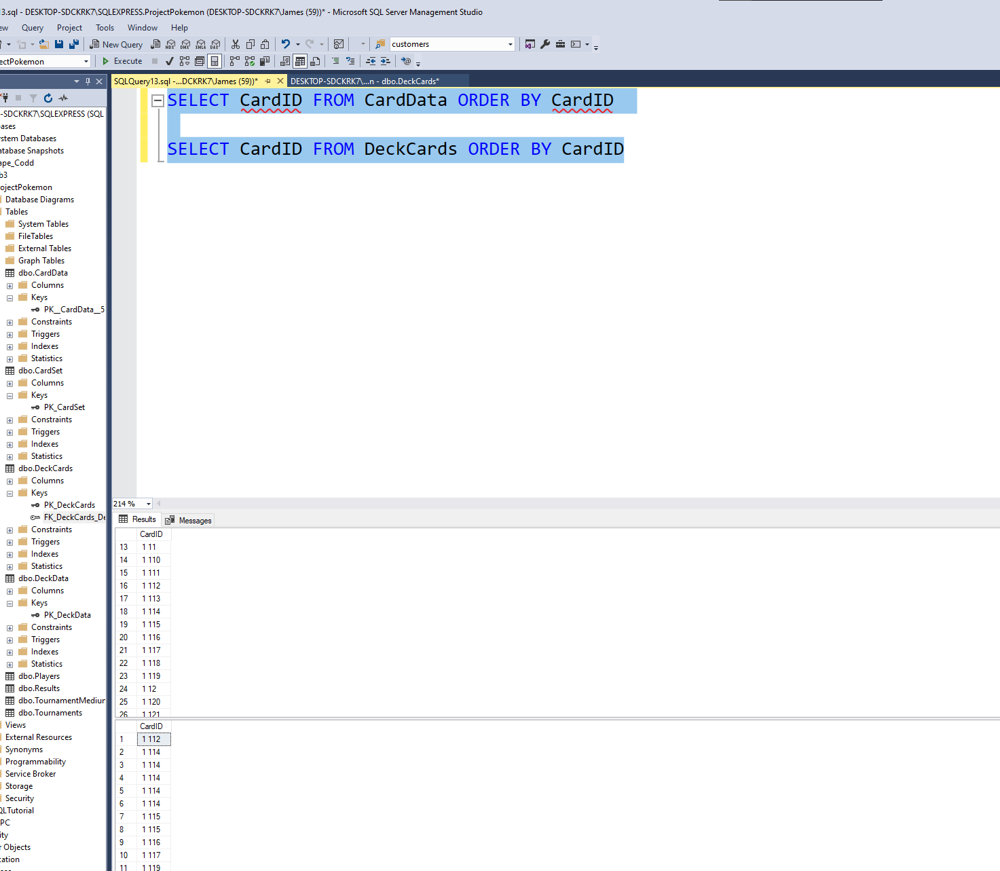 13.sql - DESKTOP-SDCKRK7\SQLEXPRESS.ProjectPokemon (DESKTOP-SDCKRK7\James (59))* - Microsoft SQL Server Management Studio
ew Query Project Tools Window Help
New Query MDX DMX XMLA DAX customers
ectPokemon Execute
SQLQuery13.sql -...DCKRK7\James (59))* DESKTOP-SDCKRK7\...n - dbo.DeckCards*
SELECT CardID FROM CardData ORDER BY CardID
SELECT CardID FROM DeckCards ORDER BY CardID
-SDCKRK7\SQLEXPRESS (SQL
ases
stem Databases
atabase Snapshots
ape_Codd
b3
ojectPokemon
Database Diagrams
Tables
System Tables
FileTables
External Tables
Graph Tables
dbo.CardData
Columns
Keys
PK__CardData__5
Constraints
Triggers
Indexes
Statistics
dbo.CardSet
Columns
Keys
PK_CardSet
Constraints
Triggers
Indexes
Statistics
dbo.DeckCards
Columns
Keys
PK_DeckCards
FK_DeckCards_De
Constraints
Triggers
Indexes
Statistics
dbo.DeckData
Columns
Keys
PK_DeckData
Constraints
Triggers
Indexes
Statistics
dbo.Players
dbo.Results
dbo.TournamentMediun
dbo.Tournaments
Views
External Resources
Synonyms
Programmability
Service Broker
Storage
Security
QLTutorial
PC
ity
r Objects
cation
214 %
Results Messages
CardID
13 1 11
14 1 110
15 1 111
16 1 112
17 1 113
18 1 114
19 1 115
20 1 116
21 1 117
22 1 118
23 1 119
24 1 12
25 1 120
26 1 121
CardID
1 1 112
2 1 114
3 1 114
4 1 114
5 1 114
6 1 114
7 1 115
8 1 115
9 1 116
10 1 117
11 1 119